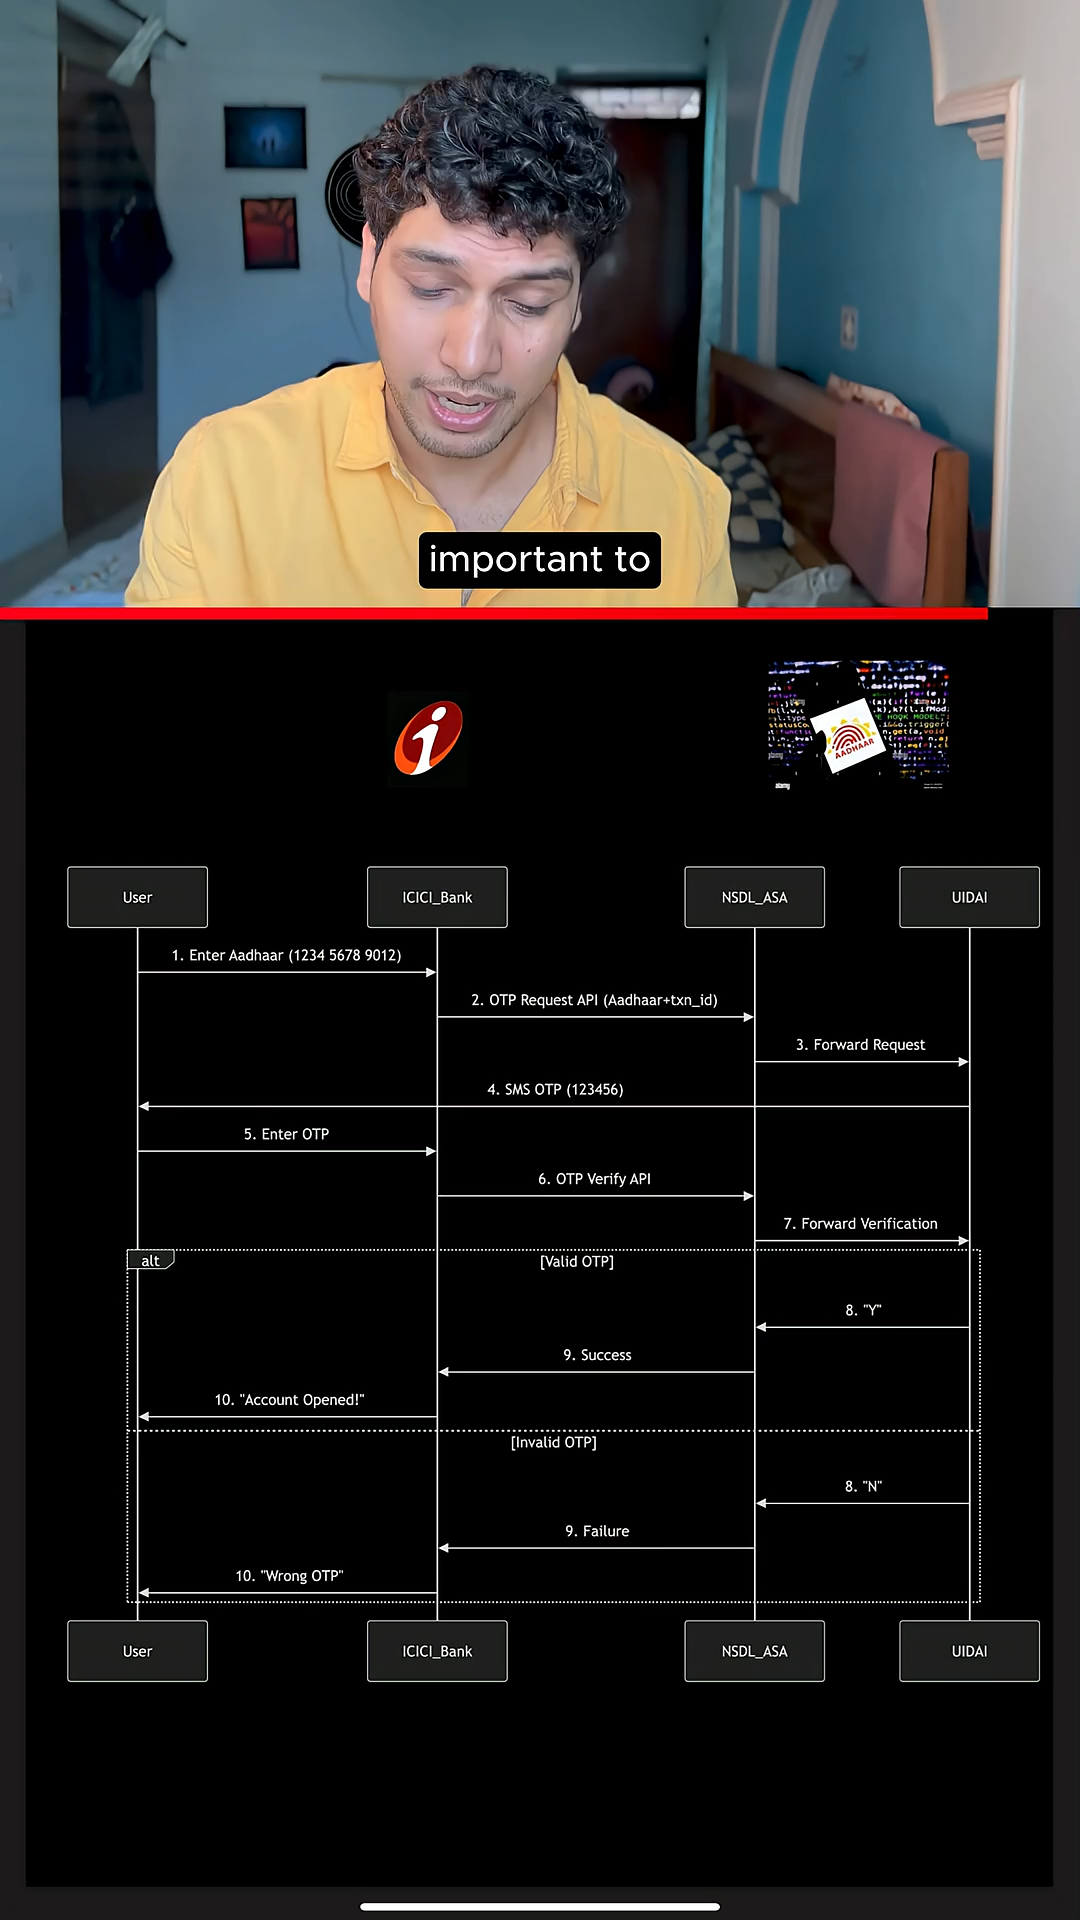 important to
AADHAAR
alamy
User
ICICI_Bank
NSDL_ASA
UIDAI
1. Enter Aadhaar (1234 5678 9012)
2. OTP Request API (Aadhaar+txn_id)
3. Forward Request
4. SMS OTP (123456)
5. Enter OTP
6. OTP Verify API
7. Forward Verification
alt
[Valid OTP]
8. "Y"
9. Success
10. "Account Opened!"
[Invalid OTP]
8. "N"
9. Failure
10. "Wrong OTP"
User
ICICI_Bank
NSDL_ASA
UIDAI